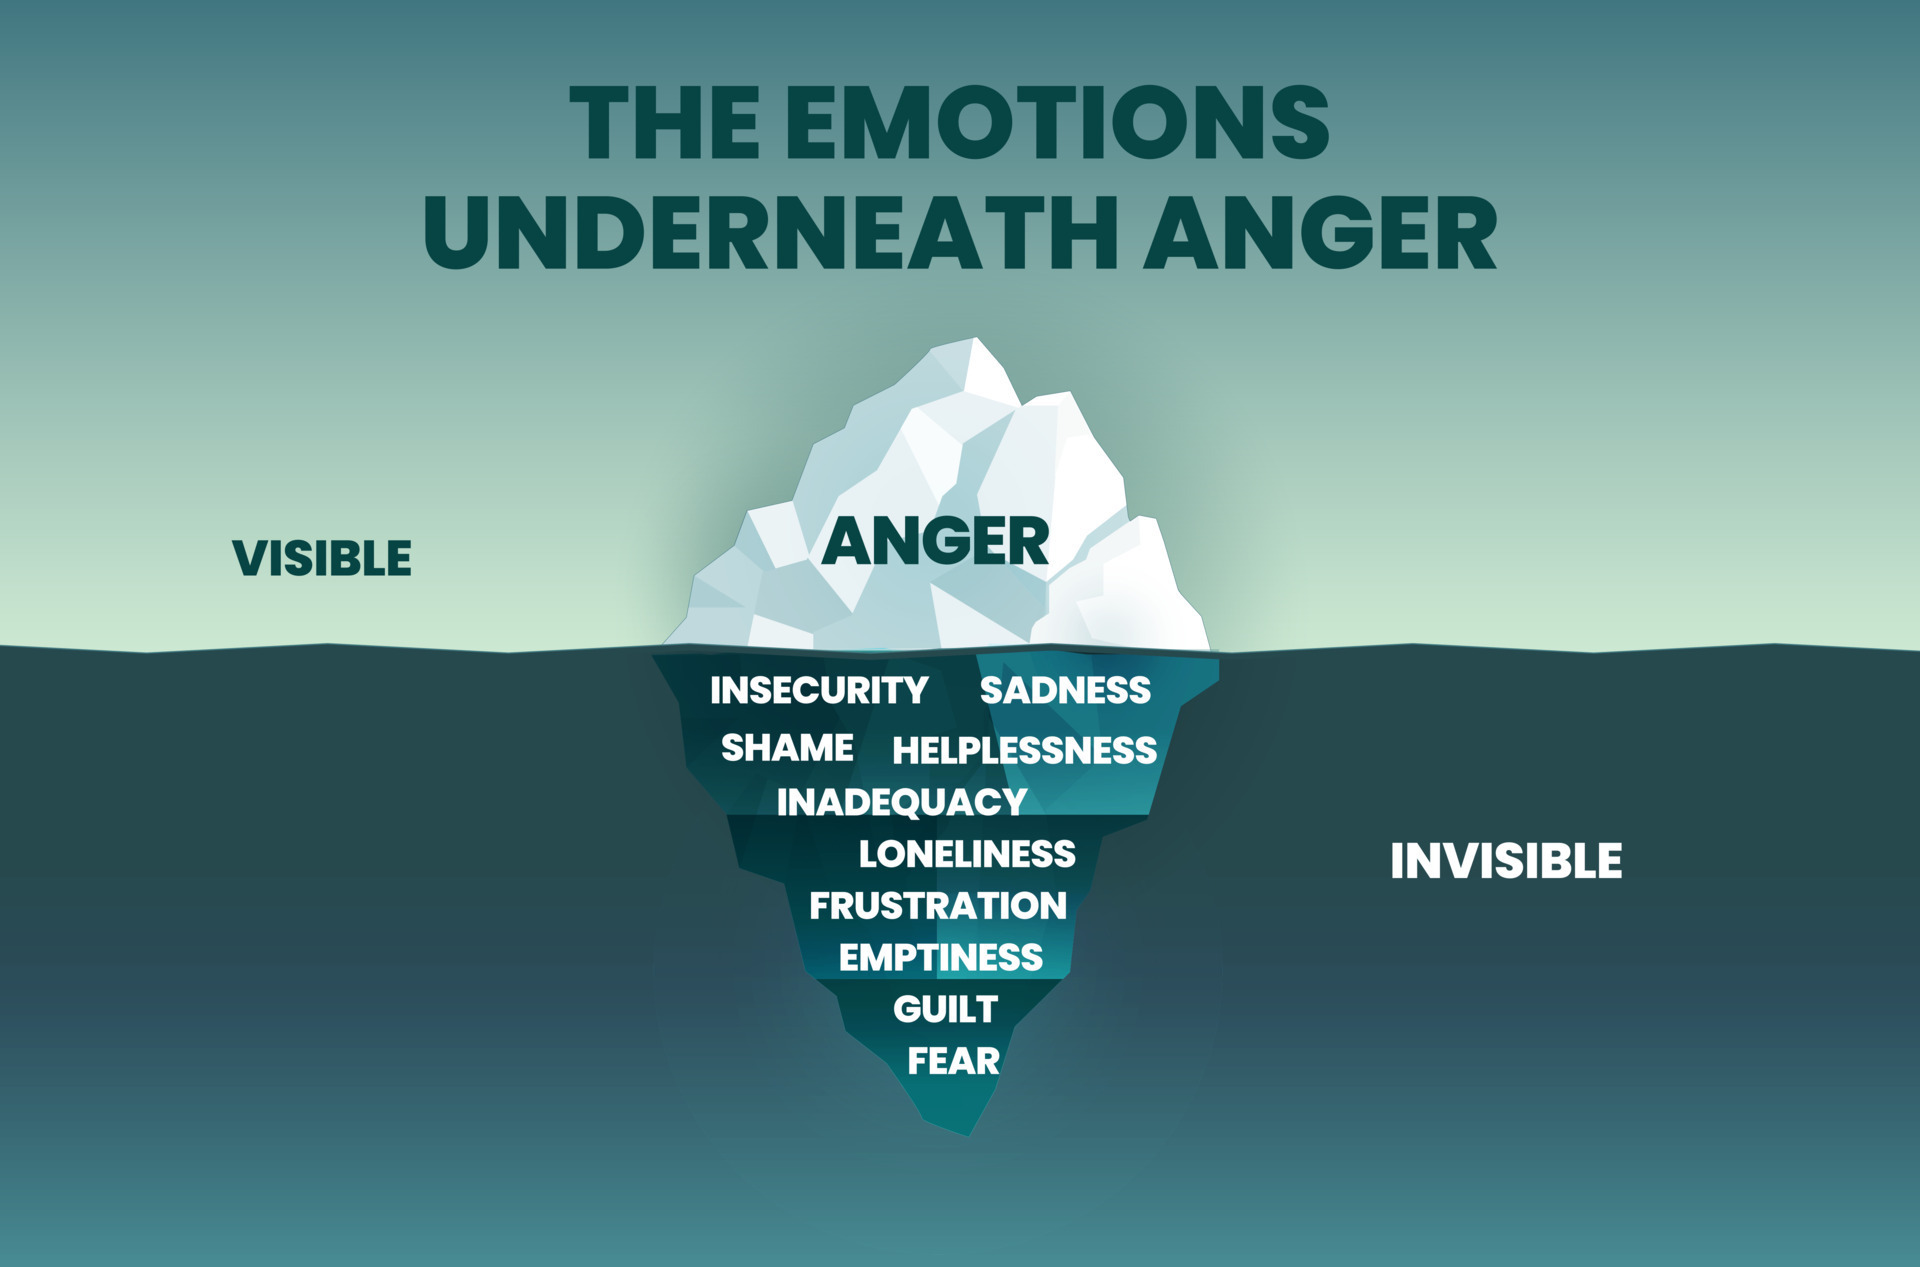 THE EMOTIONS
UNDERNEATH ANGER
ANGER
VISIBLE
INSECURITY SADNESS
SHAME HELPLESSNESS
INADEQUACY
LONELINESS
INVISIBLE
FRUSTRATION
EMPTINESS
GUILT
FEAR